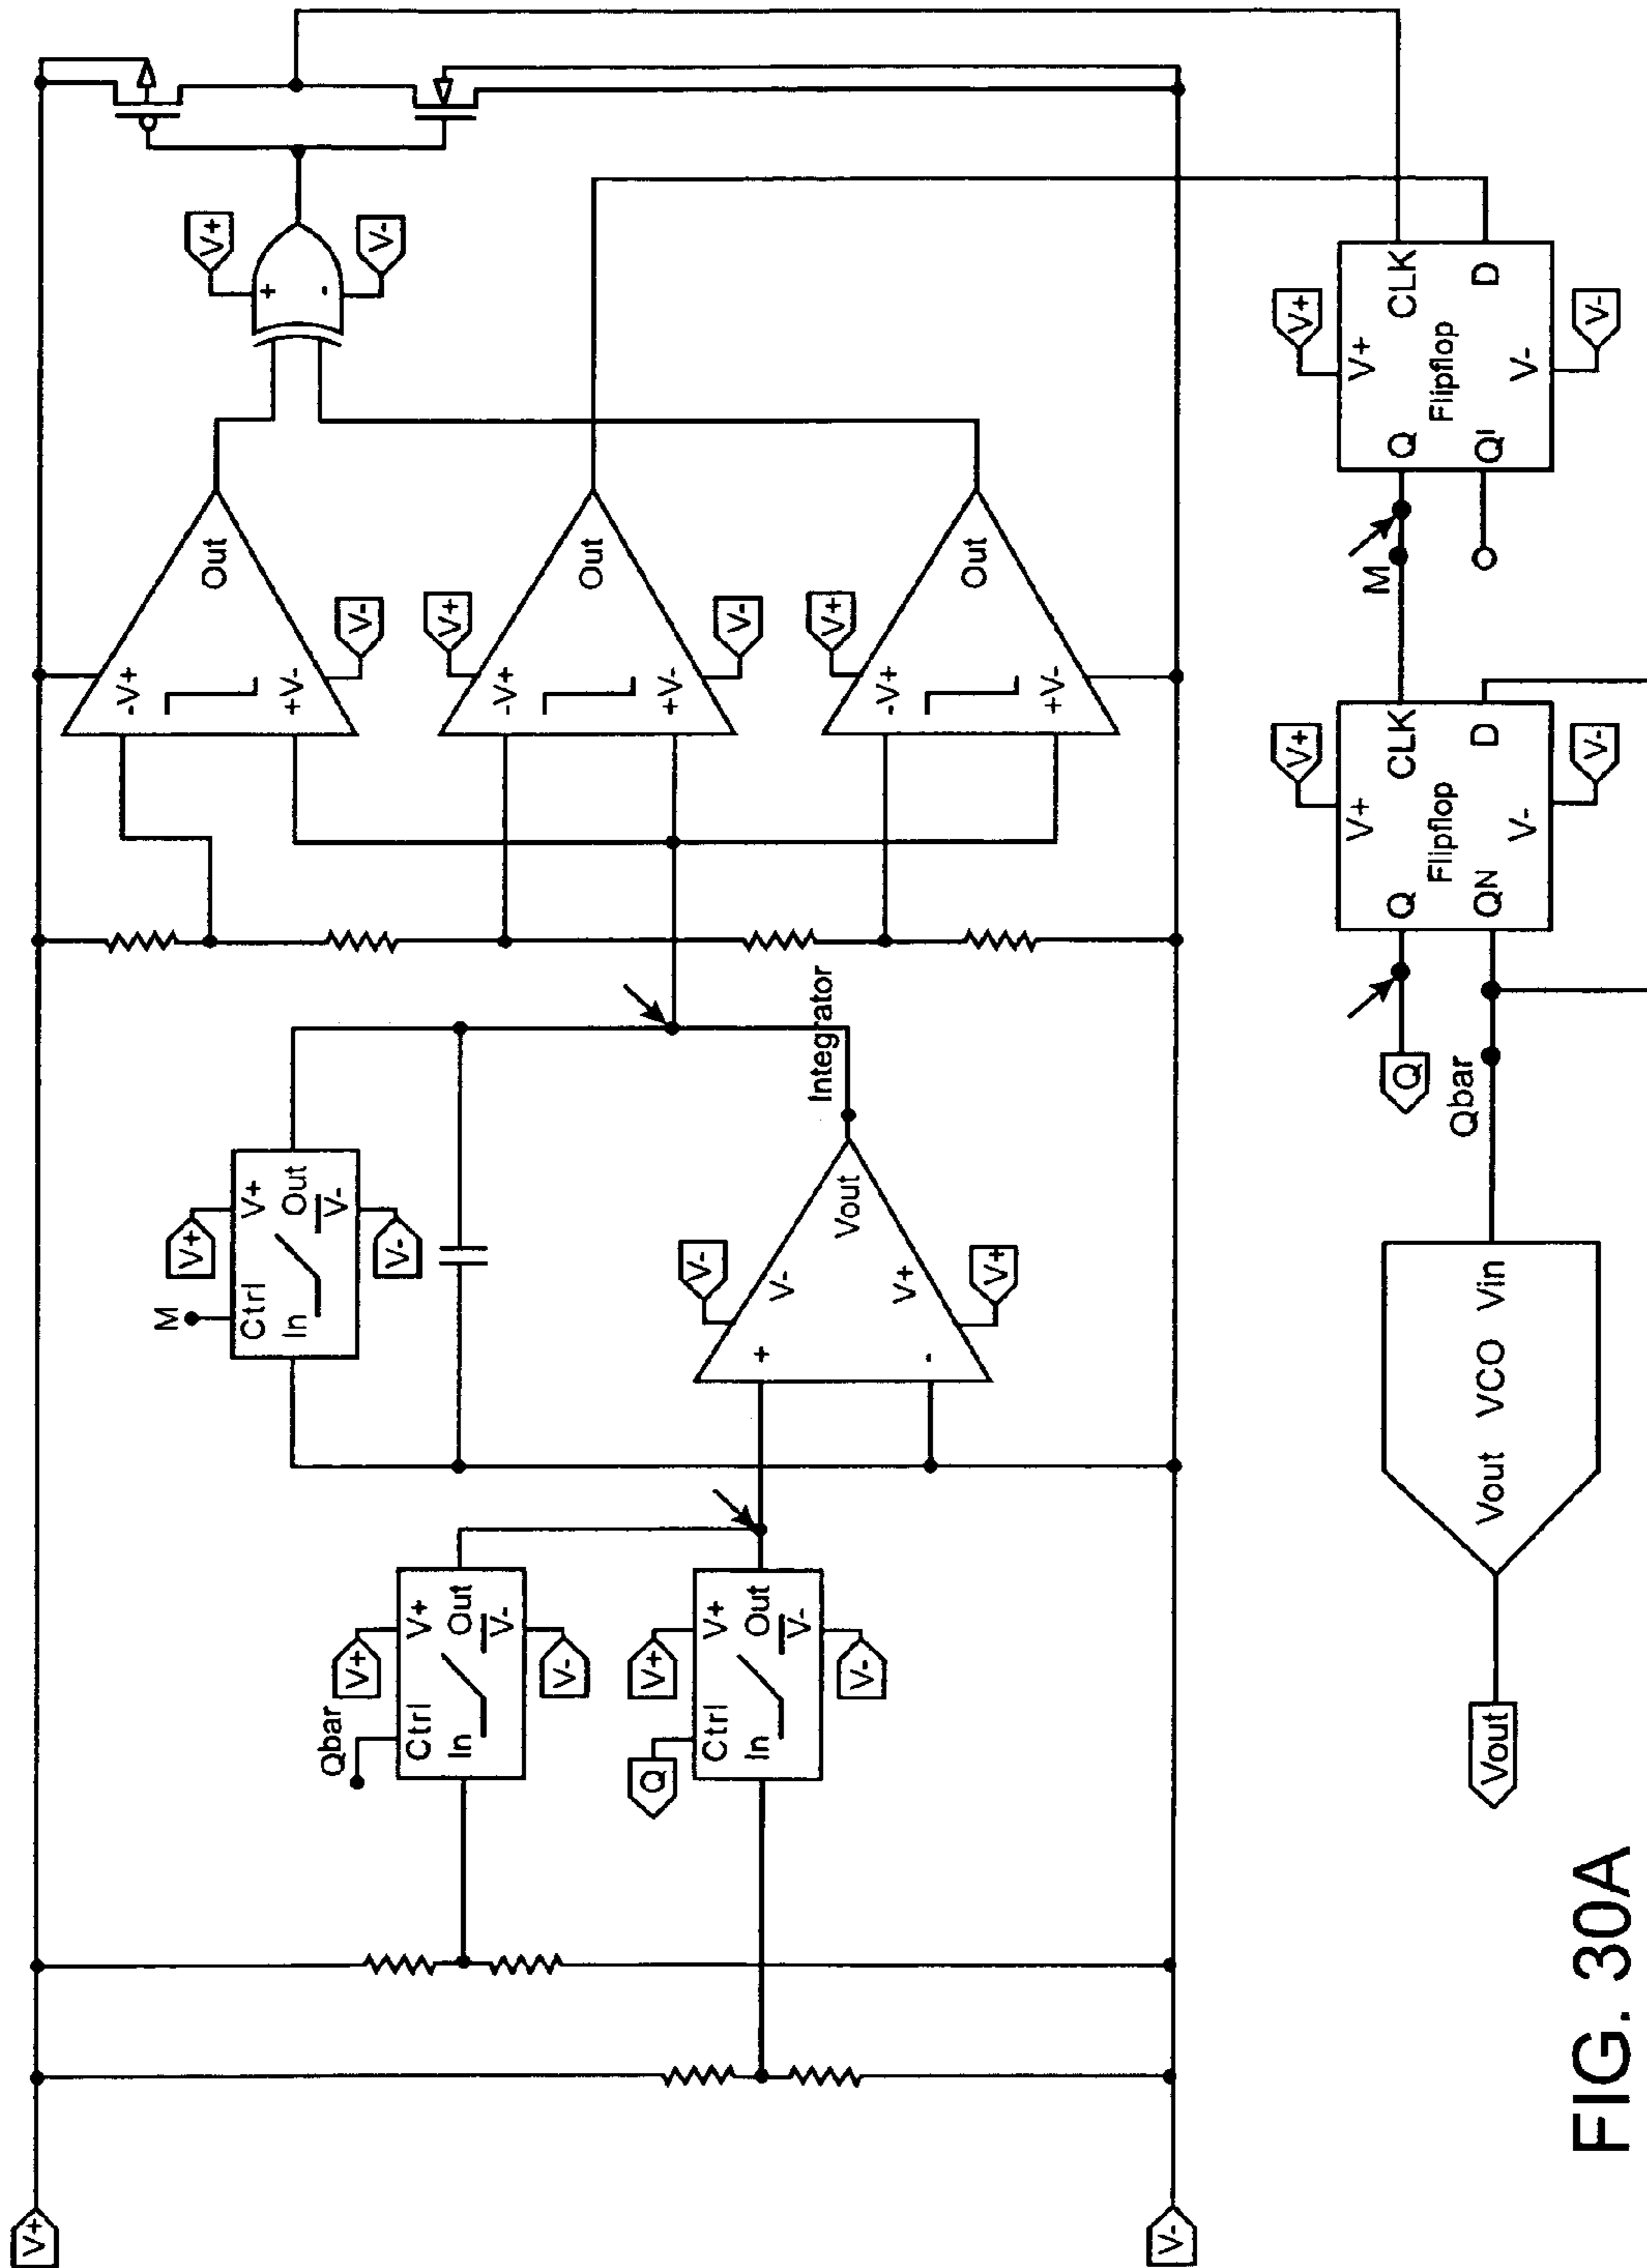 V+
V-
Qbar
V+
Ctrl
V+
In
Out
V-
V-
Q
V+
Ctrl
V+
In
Out
V-
V-
M
V+
Ctrl
V+
In
Out
V-
V-
V-
V-
+
Vout
-
V+
V+
Integrator
-V+
Out
+V-
V-
V+
-V+
Out
+V-
V-
V+
-V+
Out
+V-
V+
+
-
V-
Vout
Vout VCO Vin
Qbar
Q
V+
V+
Q
CLK
Flipflop
QN
D
V-
V-
M
V+
V+
Q
CLK
Flipflop
Q!
D
V-
V-
FIG. 30A